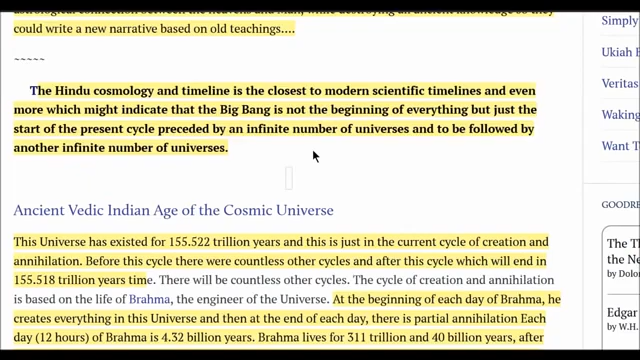 astrological connection between the heavens and Man, while destroying an ancient knowledge so they
could write a new narrative based on old teachings....
~~~~~
The Hindu cosmology and timeline is the closest to modern scientific timelines and even
more which might indicate that the Big Bang is not the beginning of everything but just the
start of the present cycle preceded by an infinite number of universes and to be followed by
another infinite number of universes.
Ancient Vedic Indian Age of the Cosmic Universe
This Universe has existed for 155.522 trillion years and this is just in the current cycle of creation and
annihilation. Before this cycle there were countless other cycles and after this cycle which will end in
155.518 trillion years time. There will be countless other cycles. The cycle of creation and annihilation
is based on the life of Brahma, the engineer of the Universe. At the beginning of each day of Brahma, he
creates everything in this Universe and then at the end of each day, there is partial annihilation Each
day (12 hours) of Brahma is 4.32 billion years. Brahma lives for 311 trillion and 40 billion years, after
Simply
Ukiah
Veritas
Waking
Want T
GOODRE
The T
the Ne
by Dolor
Edgar
by W.H.